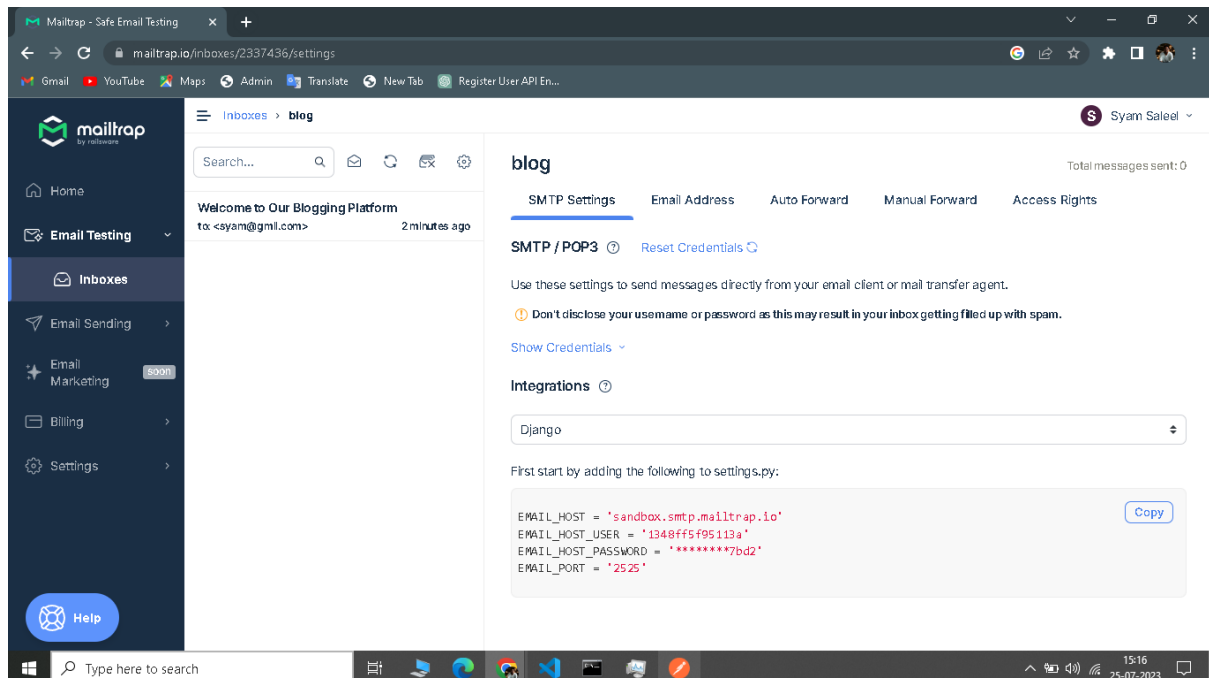 Mailtrap - Safe Email Testing
mailtrap.io/inboxes/2337436/settings
Gmail YouTube Maps Admin Translate New Tab Register User API En...
mailtrap
by railsware
Home
Email Testing
Inboxes
Email Sending
Email
Marketing
soon
Billing
Settings
Help
Inboxes > blog
S Syam Saleel
Search...
Welcome to Our Blogging Platform
to: <syam@gmil.com> 2 minutes ago
blog
Total messages sent: 0
SMTP Settings Email Address Auto Forward Manual Forward Access Rights
SMTP / POP3 Reset Credentials
Use these settings to send messages directly from your email client or mail transfer agent.
Don't disclose your username or password as this may result in your inbox getting filled up with spam.
Show Credentials
Integrations
Django
First start by adding the following to settings.py:
Copy
EMAIL_HOST = 'sandbox.smtp.mailtrap.io'
EMAIL_HOST_USER = '1348ff5f95113a'
EMAIL_HOST_PASSWORD = '********7bd2'
EMAIL_PORT = '2525'
Type here to search
15:16
25-07-2023